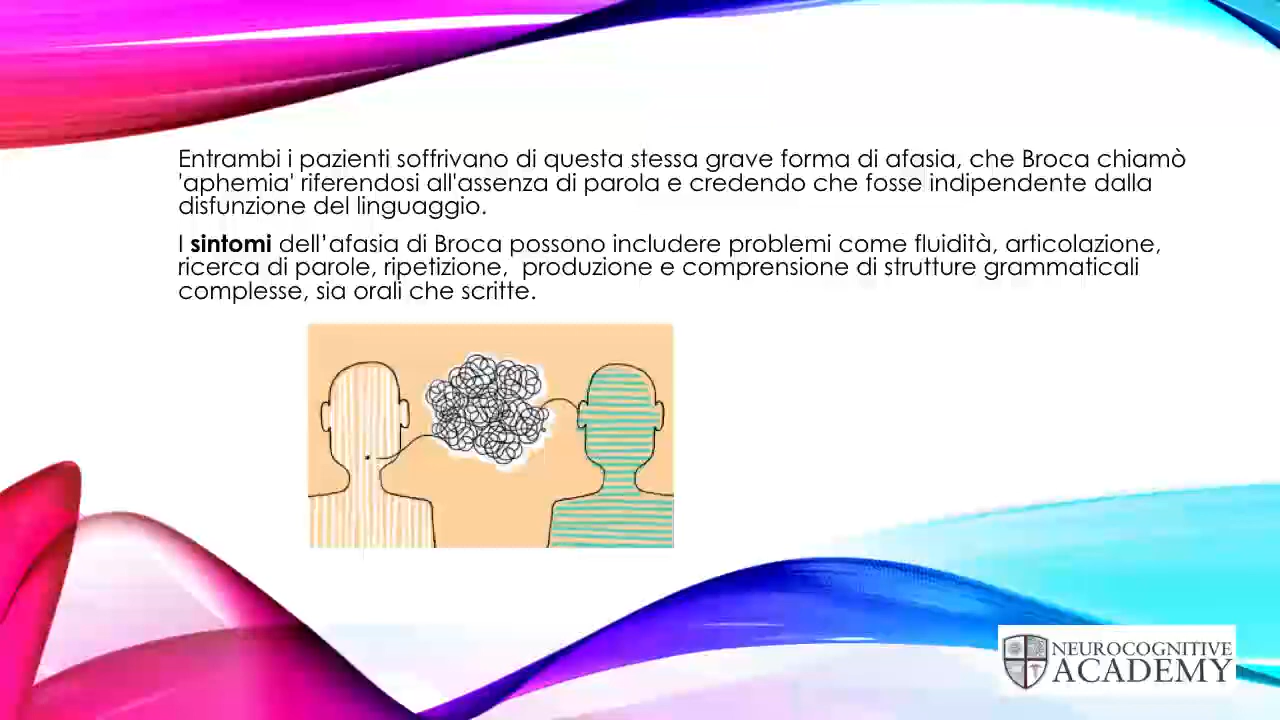 Entrambi i pazienti soffrivano di questa stessa grave forma di afasia, che Broca chiamò
'aphemia' riferendosi all'assenza di parola e credendo che fosse indipendente dalla
disfunzione del linguaggio.
I sintomi dell’afasia di Broca possono includere problemi come fluidità, articolazione,
ricerca di parole, ripetizione,  produzione e comprensione di strutture grammaticali
complesse, sia orali che scritte.
NEUROCOGNITIVE
ACADEMY